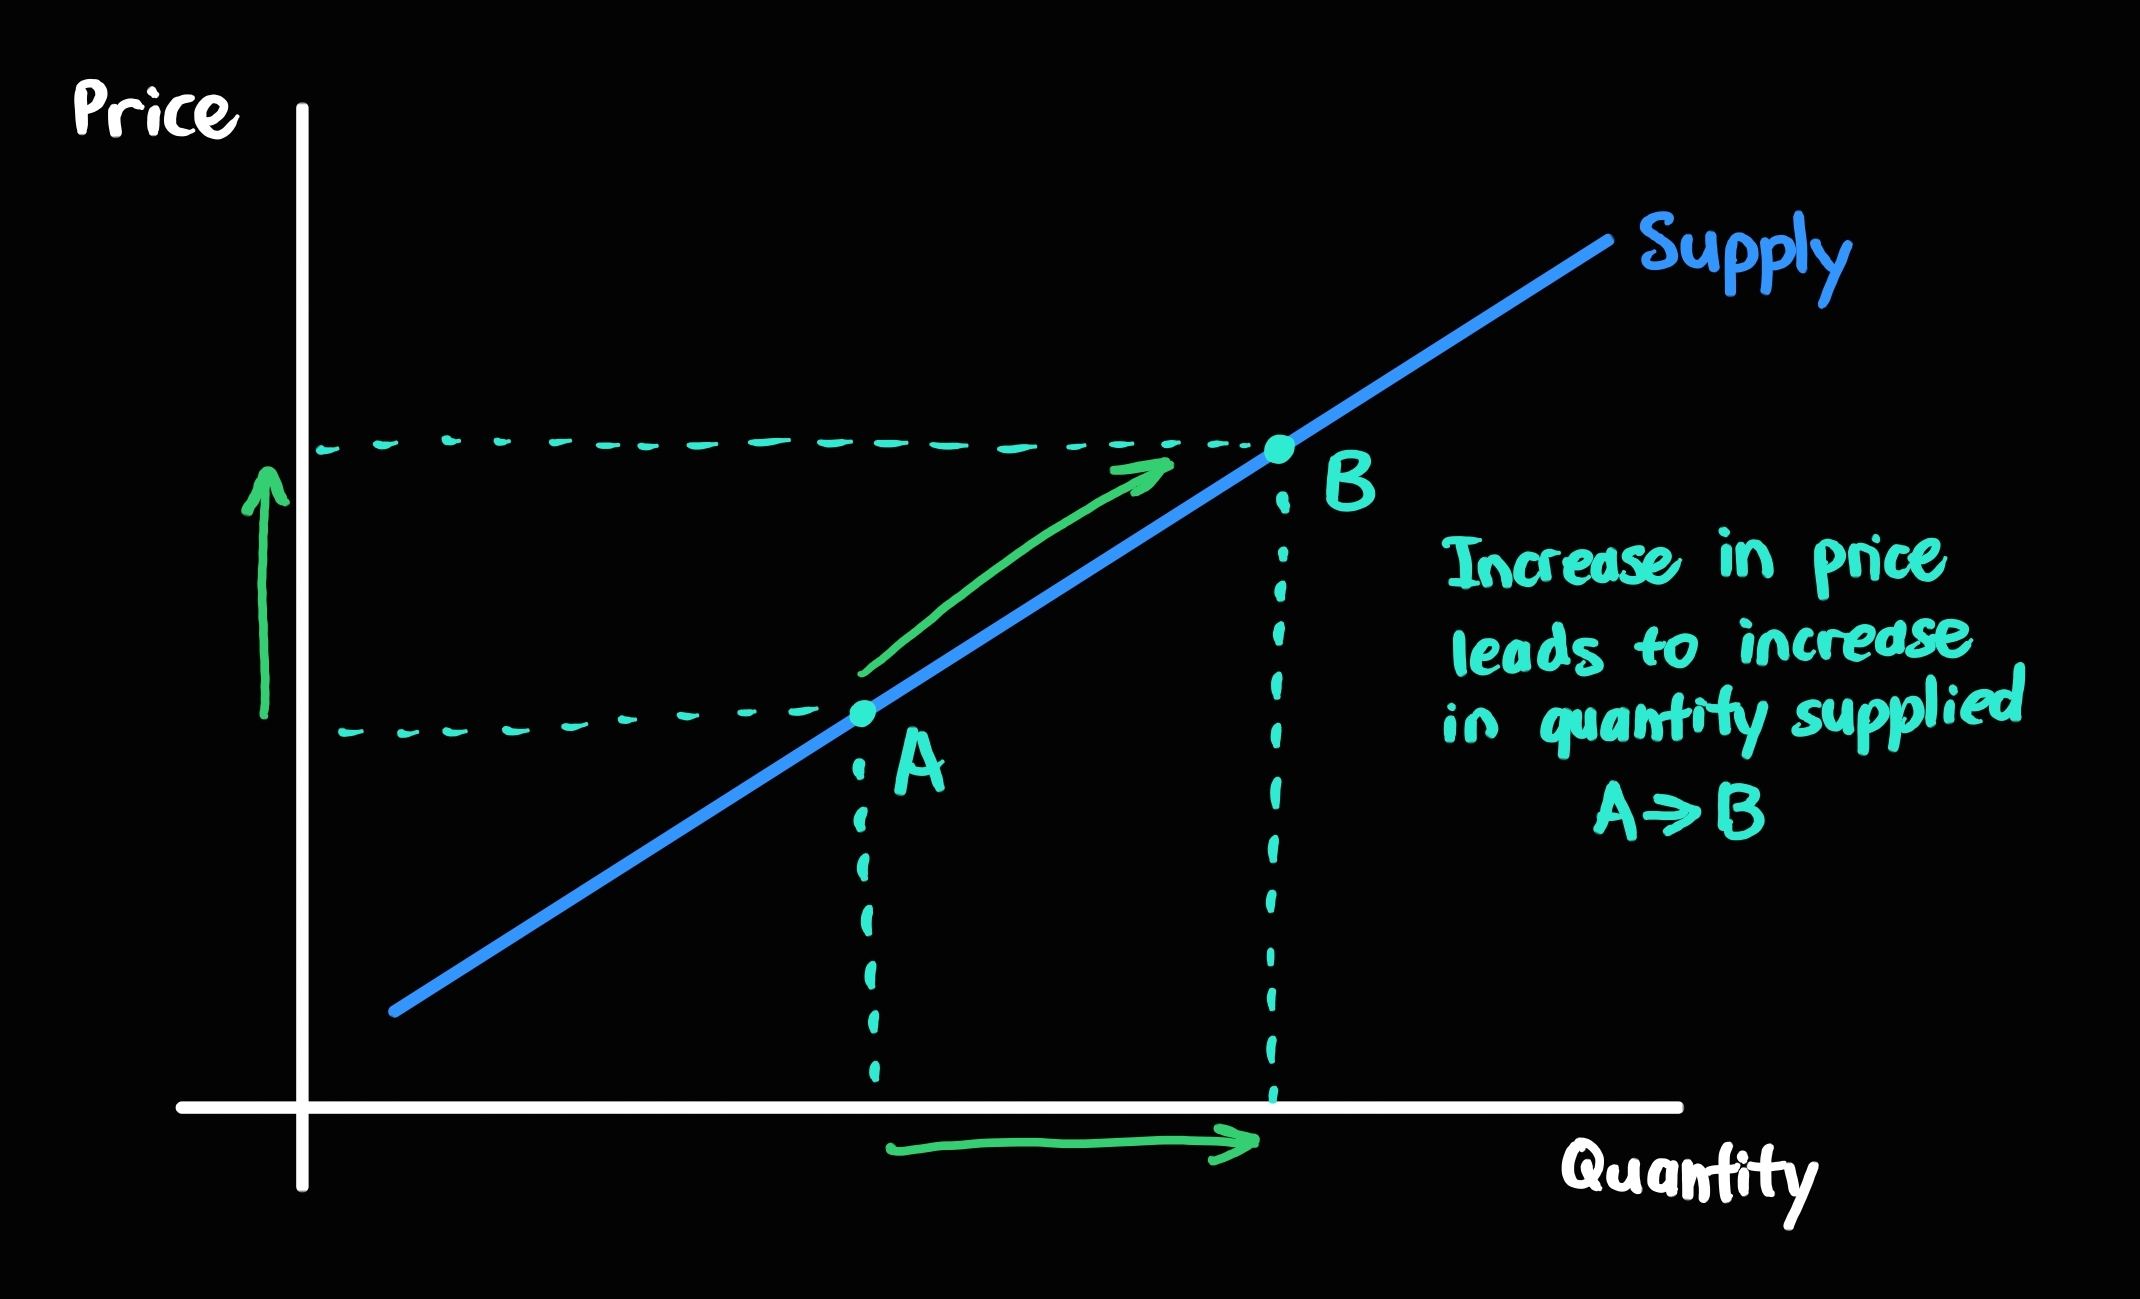 Price
Supply
B
Increase in price
leads to increase
in quantity supplied
A → B
A
Quantity